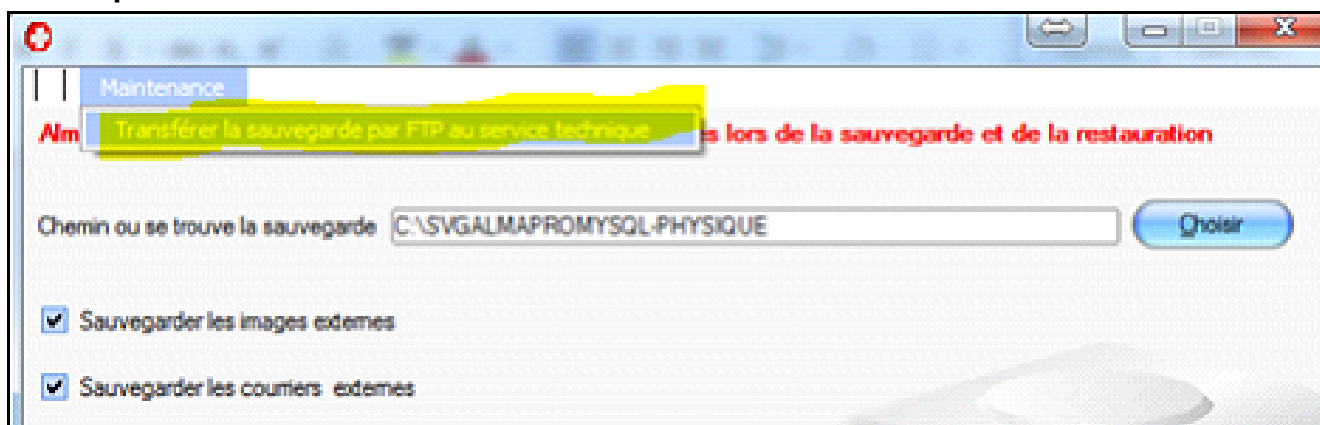 Maintenance
Transférer la sauvegarde par FTP au service technique
Alm s lors de la sauvegarde et de la restauration
Chemin ou se trouve la sauvegarde C:\SVGALMAPROMYSQL-PHYSIQUE Choisir
Sauvegarder les images externes
Sauvegarder les courriers externes